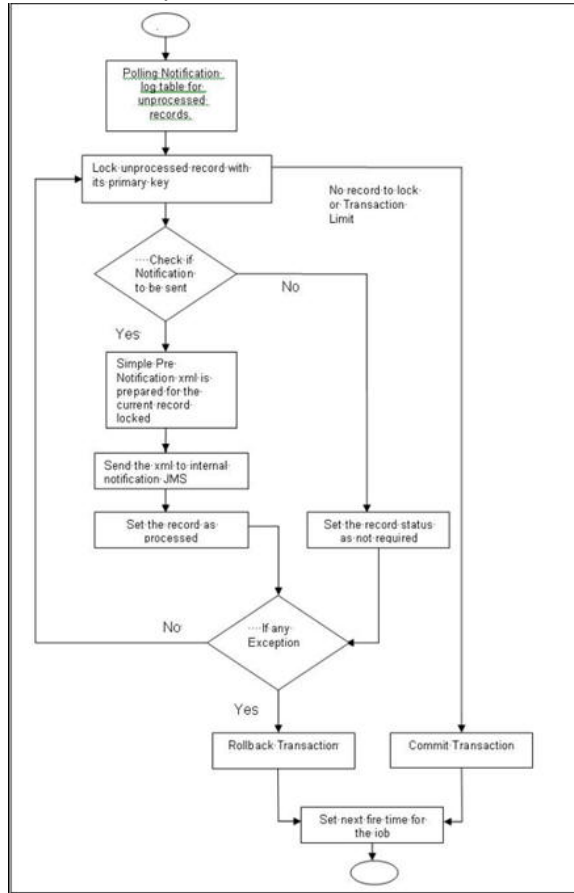 Polling Notification
log table for
unprocessed
records.
Lock unprocessed record with
its primary key
No record to lock
or Transaction
Limit
Check if
Notification
to be sent
No
Yes
Simple Pre
Notification xml is
prepared for the
current record
locked
Send the xml to internal
notification JMS
Set the record as
processed
Set the record status
as not required
No
If any
Exception
Yes
Rollback Transaction
Commit Transaction
Set next fire time for
the job